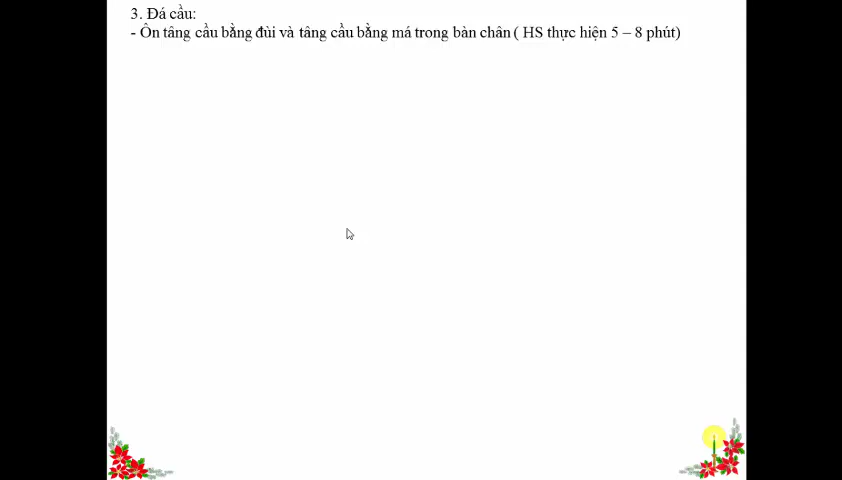 3. Đá cầu:
- Ôn tâng cầu bằng đùi và tâng cầu bằng má trong bàn chân ( HS thực hiện 5 – 8 phút)